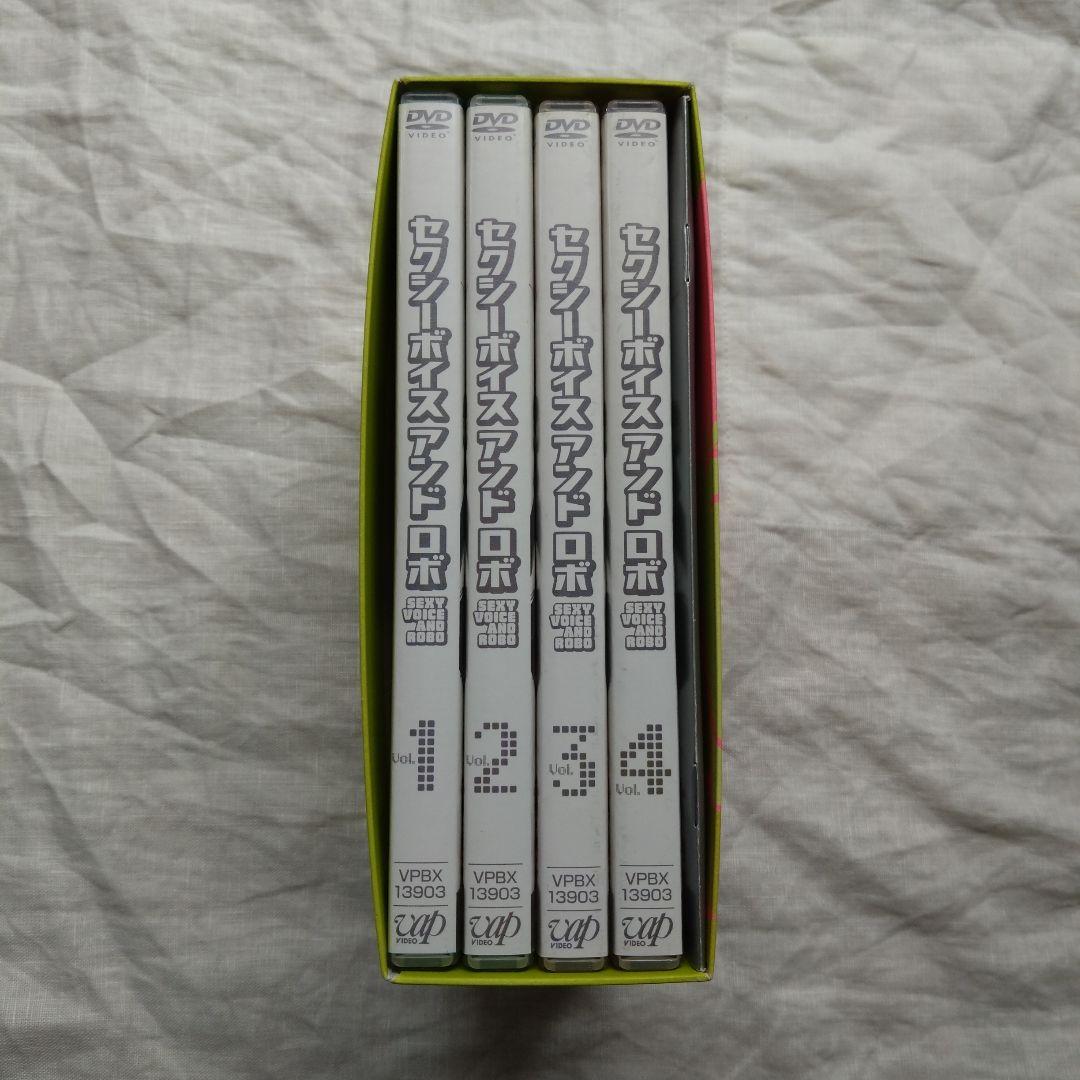 DVD
VIDEO
セクシーボイスアンドロボ
SEXY
VOICE
AND
ROBO
Vol.1
VPBX
13903
vap
VIDEO
DVD
VIDEO
セクシーボイスアンドロボ
SEXY
VOICE
AND
ROBO
Vol.2
VPBX
13903
vap
VIDEO
DVD
VIDEO
セクシーボイスアンドロボ
SEXY
VOICE
AND
ROBO
Vol.3
VPBX
13903
vap
VIDEO
DVD
VIDEO
セクシーボイスアンドロボ
SEXY
VOICE
AND
ROBO
Vol.4
VPBX
13903
vap
VIDEO